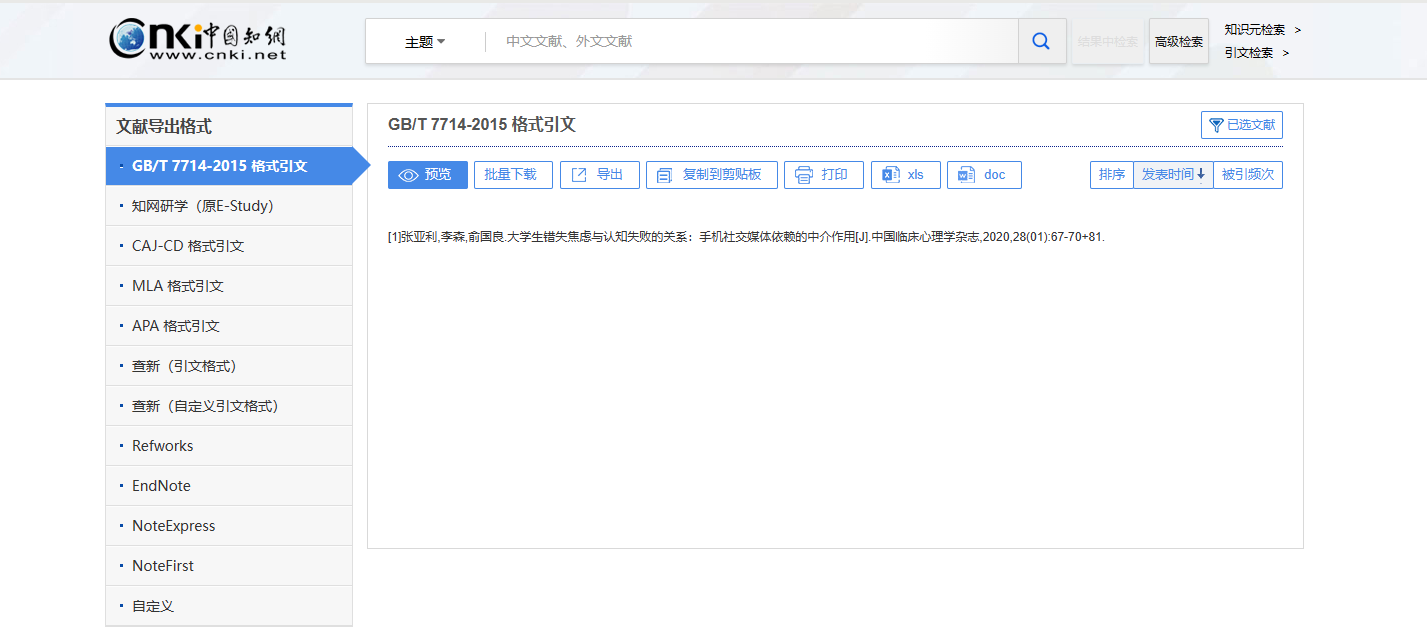 Cnki中国知网
www.cnki.net
主题
中文文献、外文文献
结果中检索
高级检索
知识元检索 >
引文检索 >
文献导出格式
· GB/T 7714-2015 格式引文
· 知网研学（原E-Study）
· CAJ-CD 格式引文
· MLA 格式引文
· APA 格式引文
· 查新（引文格式）
· 查新（自定义引文格式）
· Refworks
· EndNote
· NoteExpress
· NoteFirst
· 自定义
GB/T 7714-2015 格式引文
已选文献
预览 批量下载 导出 复制到剪贴板 打印 xls doc
排序 发表时间↓ 被引频次
[1]张亚利,李森,俞国良.大学生错失焦虑与认知失败的关系：手机社交媒体依赖的中介作用[J].中国临床心理学杂志,2020,28(01):67-70+81.